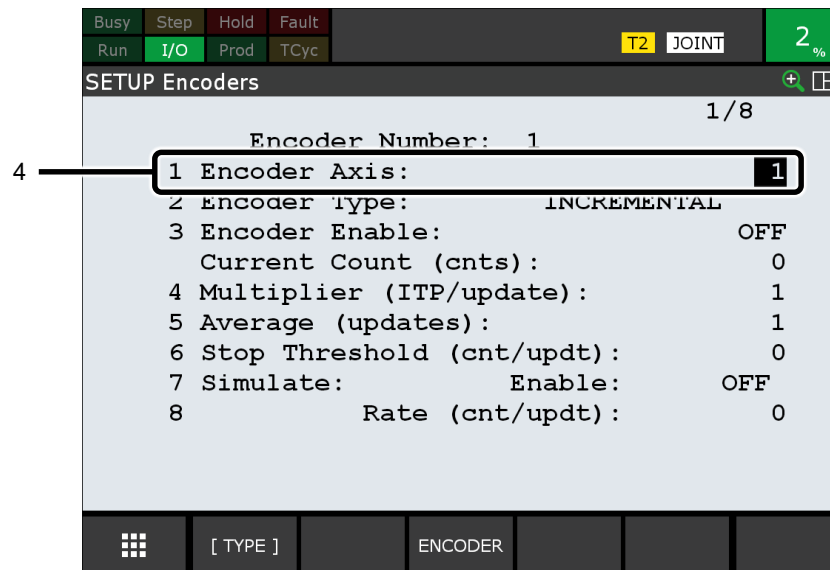 Busy Step Hold Fault
Run I/O Prod TCyc T2 JOINT 2%
SETUP Encoders
1/8
Encoder Number: 1
4
1 Encoder Axis: 1
2 Encoder Type: INCREMENTAL
3 Encoder Enable: OFF
Current Count (cnts): 0
4 Multiplier (ITP/update): 1
5 Average (updates): 1
6 Stop Threshold (cnt/updt): 0
7 Simulate: Enable: OFF
8 Rate (cnt/updt): 0
[ TYPE ] ENCODER